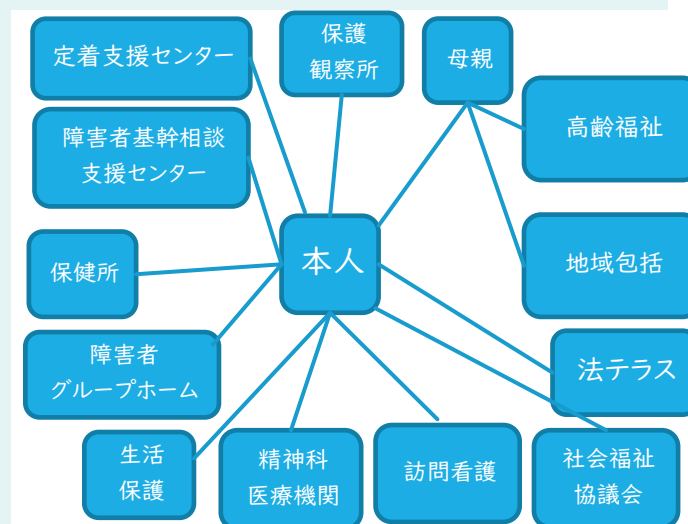 定着支援センター
保護
観察所
母親
高齢福祉
障害者基幹相談
支援センター
本人
地域包括
保健所
障害者
グループホーム
法テラス
生活
保護
精神科
医療機関
訪問看護
社会福祉
協議会